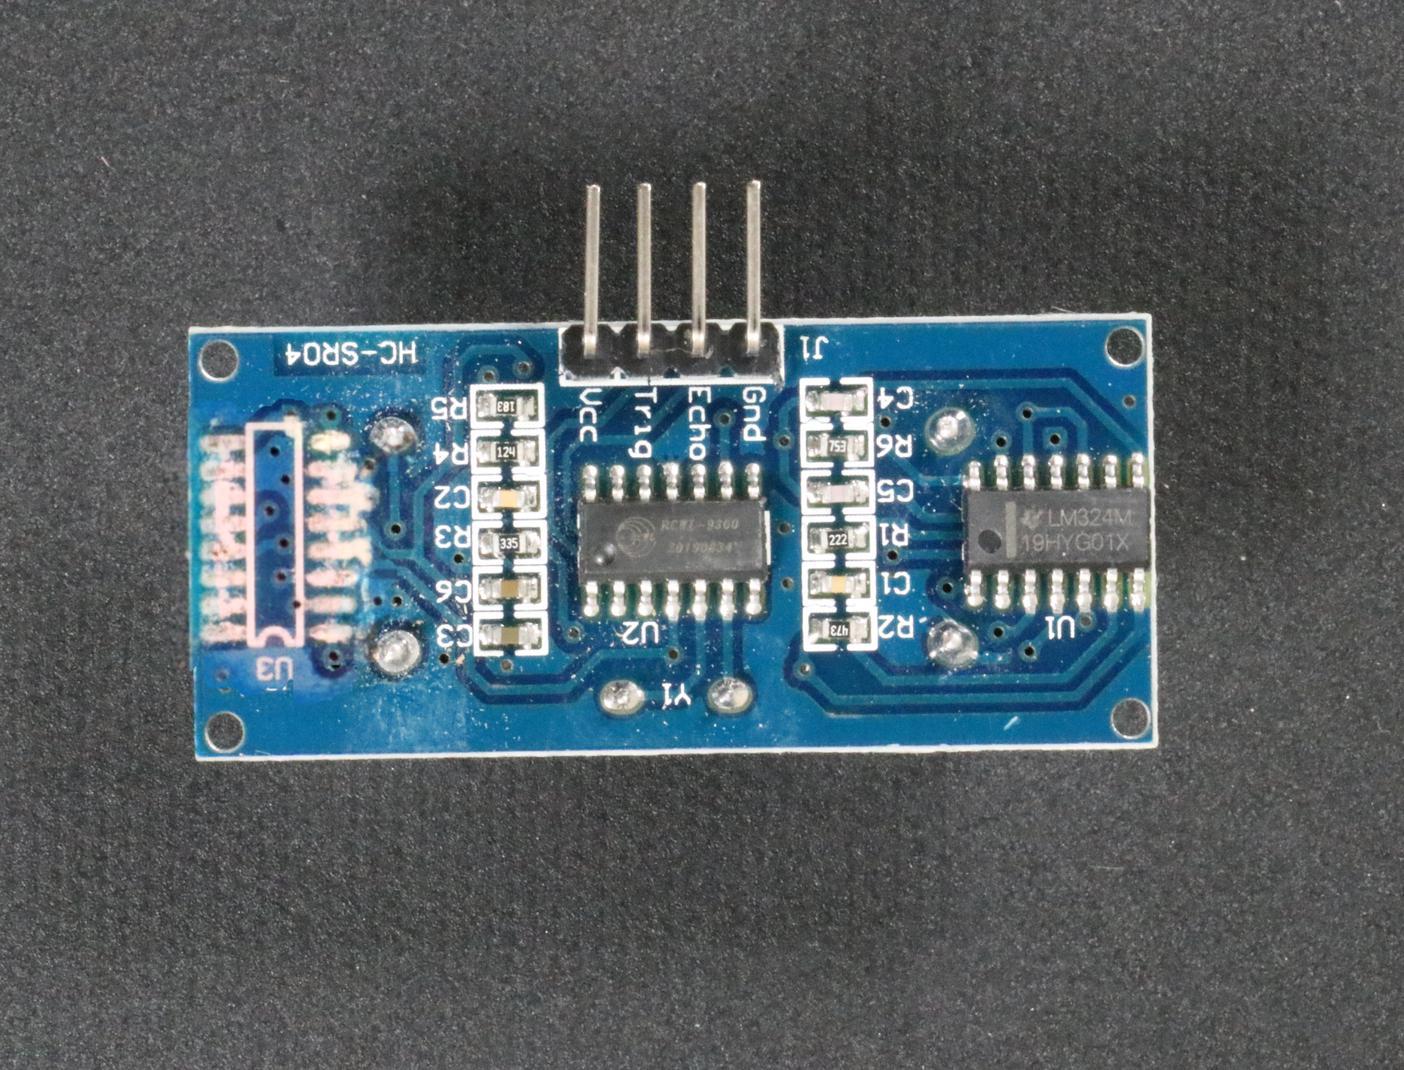 HC-SR04
J1
Vcc
Trig
Echo
Gnd
R5
183
R4
124
C2
R3
335
C6
C3
C4
R6
753
C5
R1
222
C1
R2
473
LM324M
19HYG01X
U1
U2
U3
Y1